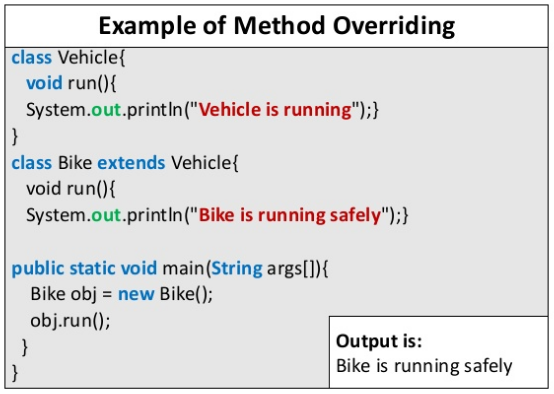 Example of Method Overriding
class Vehicle{
void run(){
System.out.println("Vehicle is running");}
}
class Bike extends Vehicle{
void run(){
System.out.println("Bike is running safely");}
public static void main(String args[]){
Bike obj = new Bike();
obj.run();
}
}
Output is:
Bike is running safely